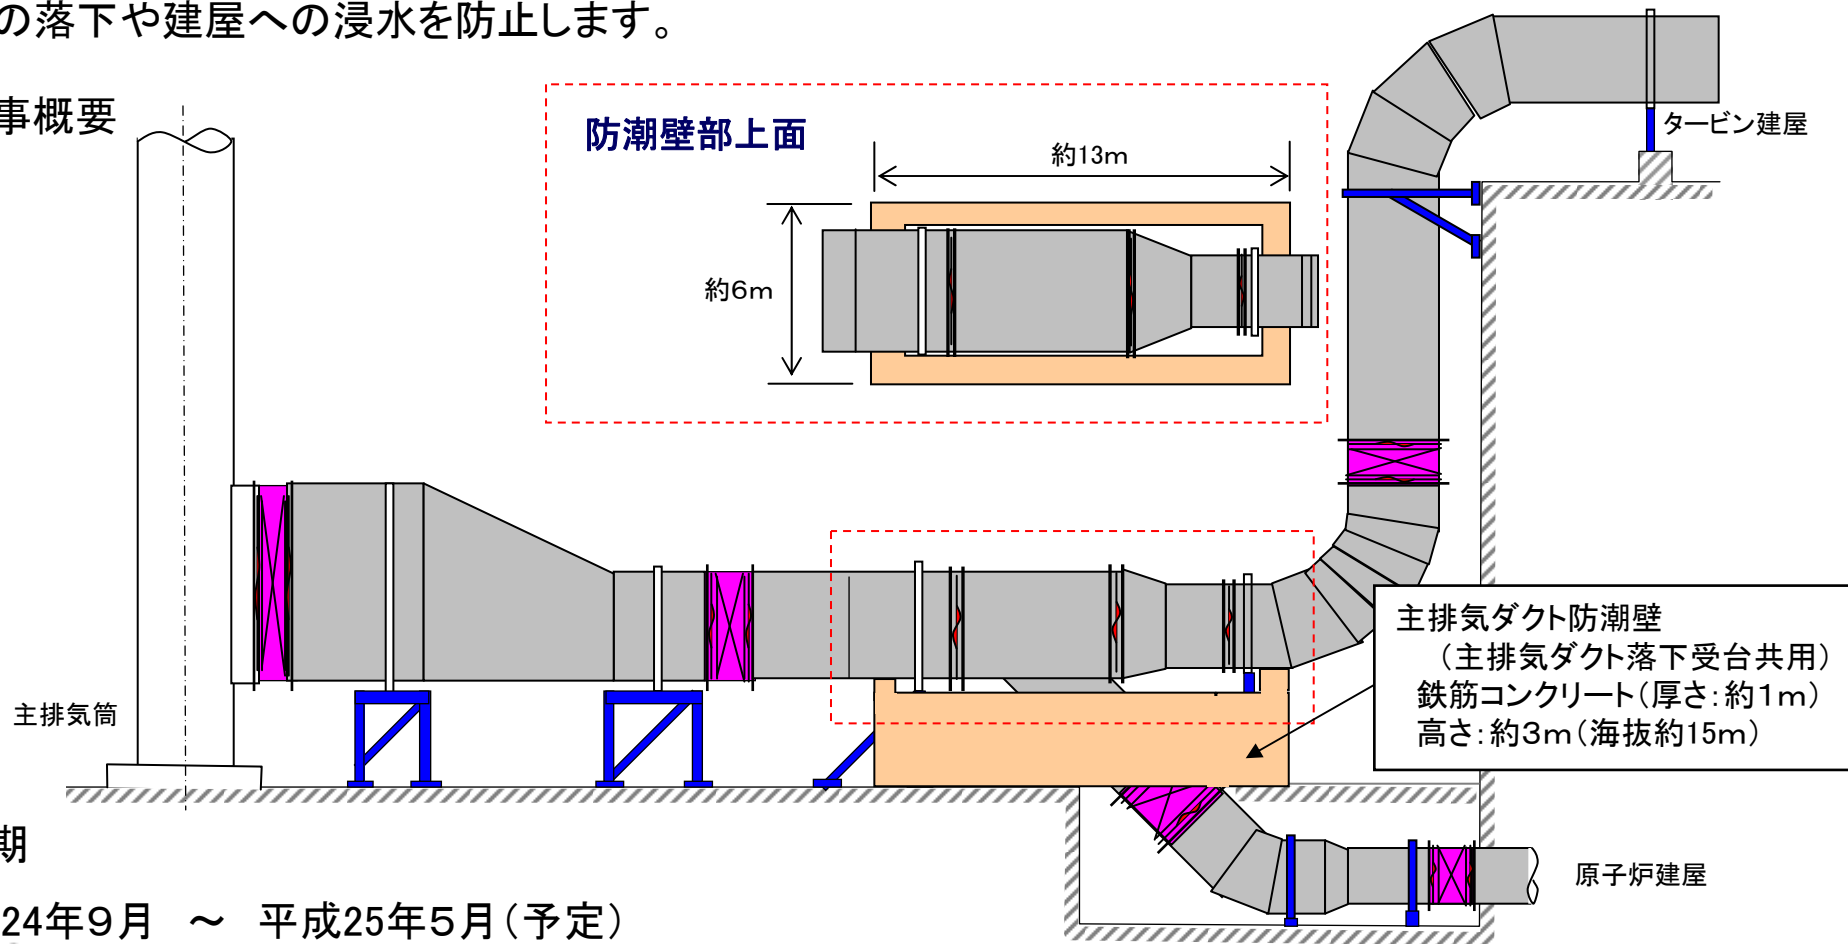 の落下や建屋への浸水を防止します。
事概要
防潮壁部上面
約13m
約6m
タービン建屋
主排気ダクト防潮壁
（主排気ダクト落下受台共用）
鉄筋コンクリート（厚さ：約1m）
高さ：約3m（海抜約15m）
主排気筒
原子炉建屋
期
24年9月　～　平成25年5月（予定）